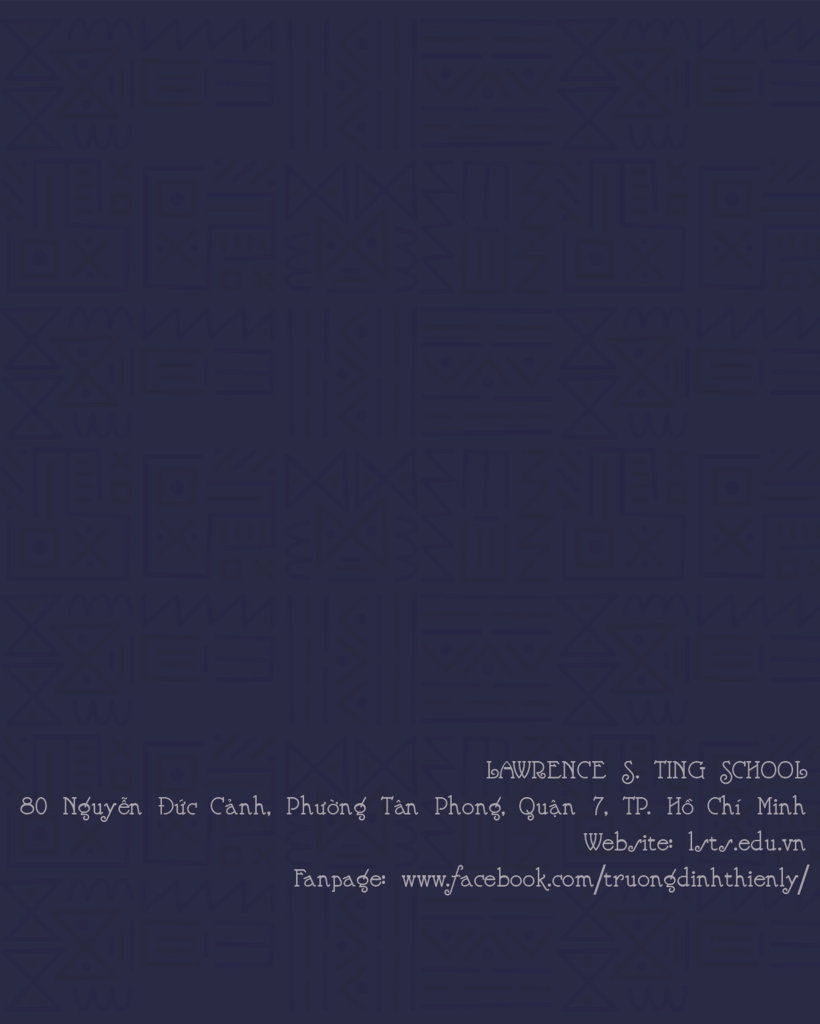 LAWRENCE S. TING SCHOOL
80 Nguyễn Đức Cảnh, Phường Tân Phong, Quận 7, TP. Hồ Chí Minh
Website: lsts.edu.vn
Fanpage: www.facebook.com/truongdinhthienly/